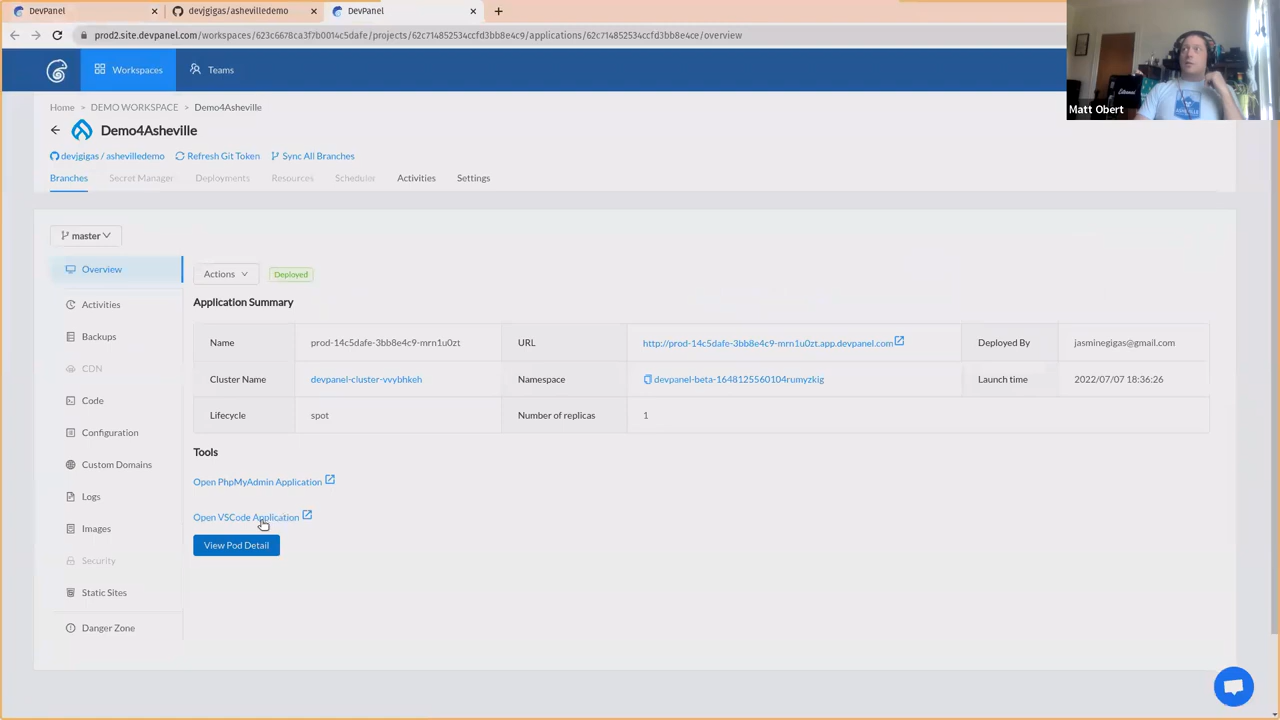 DevPanel
devjgigas/ashevilledemo
DevPanel
prod2.site.devpanel.com/workspaces/623c6678ca3f7b0014c5dafe/projects/62c714852534ccfd3bb8e4c9/applications/62c714852534ccfd3bb8e4ce/overview
Workspaces
Teams
Matt Obert
Home > DEMO WORKSPACE > Demo4Asheville
Demo4Asheville
devjgigas / ashevilledemo Refresh Git Token Sync All Branches
Branches Secret Manager Deployments Resources Scheduler Activities Settings
master
Overview
Activities
Backups
CDN
Code
Configuration
Custom Domains
Logs
Images
Security
Static Sites
Danger Zone
Actions Deployed
Application Summary
Name prod-14c5dafe-3bb8e4c9-mrn1u0zt URL http://prod-14c5dafe-3bb8e4c9-mrn1u0zt.app.devpanel.com Deployed By jasminegigas@gmail.com
Cluster Name devpanel-cluster-vvybhkeh Namespace devpanel-beta-1648125560104rumyzkig Launch time 2022/07/07 18:36:26
Lifecycle spot Number of replicas 1
Tools
Open PhpMyAdmin Application
Open VSCode Application
View Pod Detail